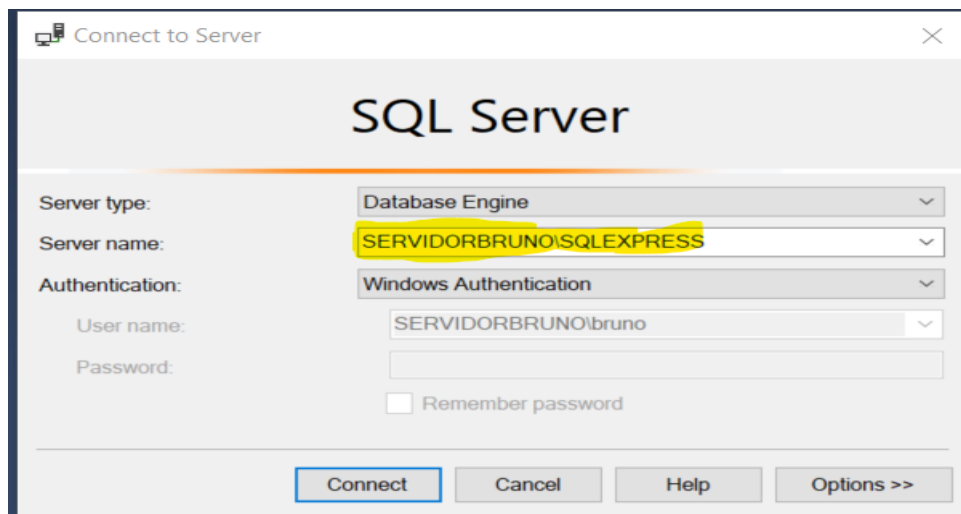 Connect to Server
SQL Server
Server type: Database Engine
Server name: SERVIDORBRUNO\SQLEXPRESS
Authentication: Windows Authentication
User name: SERVIDORBRUNO\bruno
Password:
Remember password
Connect Cancel Help Options >>